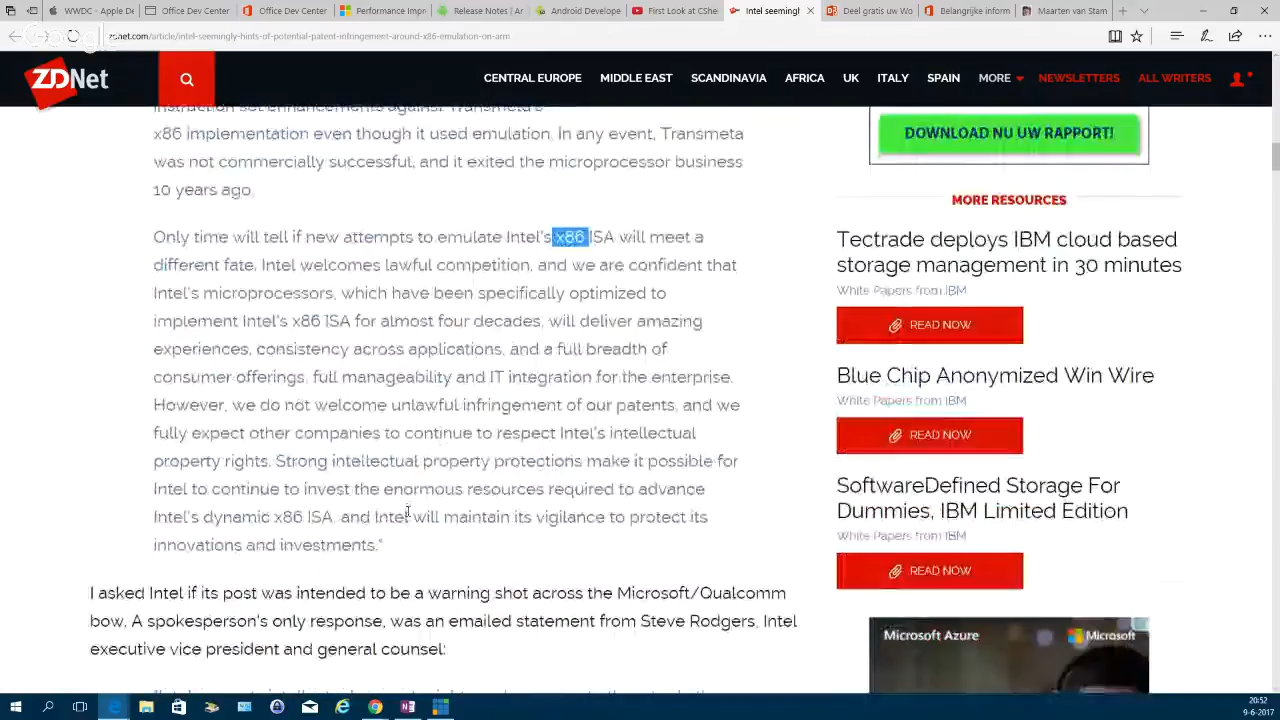 WWDC - Apple De
Office Dev Center
Office Dev Center
Performance Impr
Release Notes | Ar
Android Develope
First Look at CShe
Intel seemingl
Deel gratis uw Wo
Belangrijke inform
Maarten van Stam
net.com/article/intel-seemingly-hints-of-potential-patent-infringement-around-x86-emulation-on-arm
ZDNet
CENTRAL EUROPE MIDDLE EAST SCANDINAVIA AFRICA UK ITALY SPAIN MORE NEWSLETTERS ALL WRITERS
instruction set enhancements against Transmeta's
x86 implementation even though it used emulation. In any event, Transmeta
was not commercially successful, and it exited the microprocessor business
10 years ago.
Only time will tell if new attempts to emulate Intel's x86 ISA will meet a
different fate. Intel welcomes lawful competition, and we are confident that
Intel's microprocessors, which have been specifically optimized to
implement Intel's x86 ISA for almost four decades, will deliver amazing
experiences, consistency across applications, and a full breadth of
consumer offerings, full manageability and IT integration for the enterprise.
However, we do not welcome unlawful infringement of our patents, and we
fully expect other companies to continue to respect Intel's intellectual
property rights. Strong intellectual property protections make it possible for
Intel to continue to invest the enormous resources required to advance
Intel's dynamic x86 ISA, and Intel will maintain its vigilance to protect its
innovations and investments."
I asked Intel if its post was intended to be a warning shot across the Microsoft/Qualcomm
bow. A spokesperson's only response, was an emailed statement from Steve Rodgers, Intel
executive vice president and general counsel:
DOWNLOAD NU UW RAPPORT!
MORE RESOURCES
Tectrade deploys IBM cloud based
storage management in 30 minutes
White Papers from IBM
READ NOW
Blue Chip Anonymized Win Wire
White Papers from IBM
READ NOW
SoftwareDefined Storage For
Dummies, IBM Limited Edition
White Papers from IBM
READ NOW
Microsoft Azure
Microsoft
20:52
9-6-2017